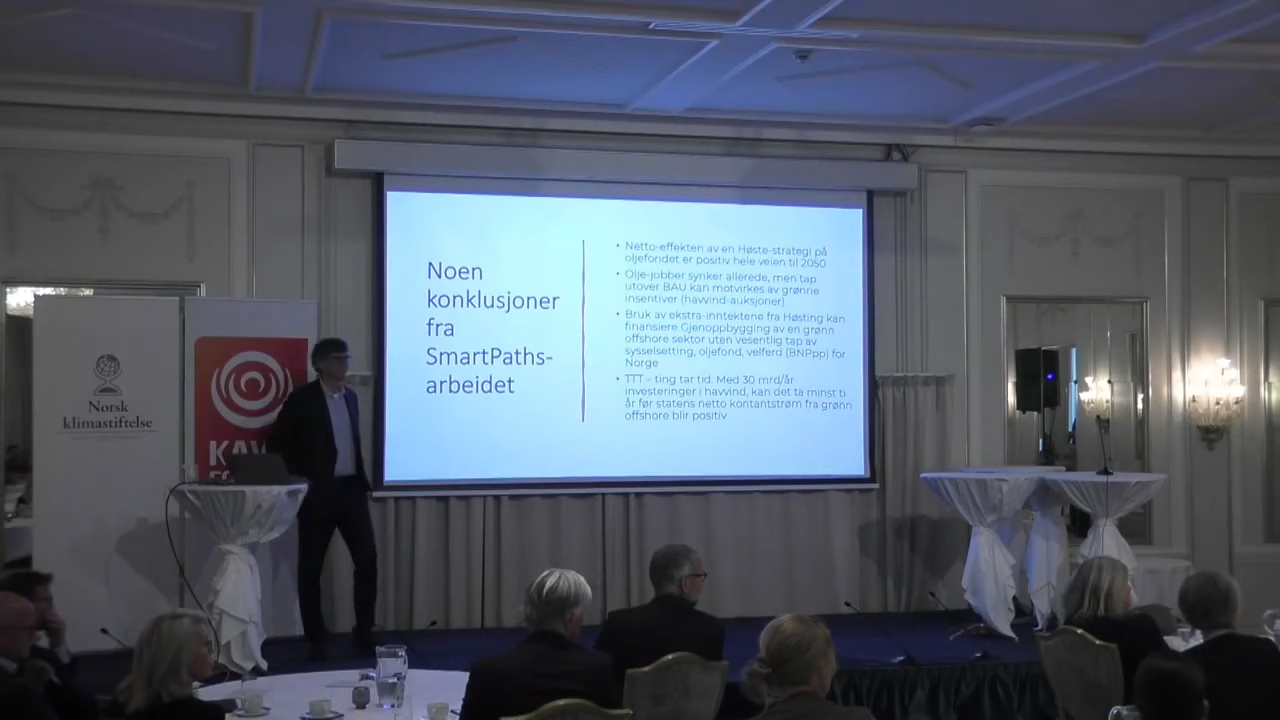 Noen
konklusjoner
fra
SmartPaths-
arbeidet
• Netto-effekten av en Høste-strategi på
oljefondet er positiv hele veien til 2050
• Olje-jobber synker allerede, men tap
utover BAU kan motvirkes av grønne
insentiver (havvind-auksjoner)
• Bruk av ekstra-inntektene fra Høsting kan
finansiere Gjenoppbygging av en grønn
offshore sektor uten vesentlig tap av
sysselsetting, oljefond, velferd (BNPpp) for
Norge
• TTT – ting tar tid: Med 30 mrd/år
investeringer i havvind, kan det ta minst ti
år før statens netto kontantstrøm fra grønn
offshore blir positiv
Norsk
klimastiftelse